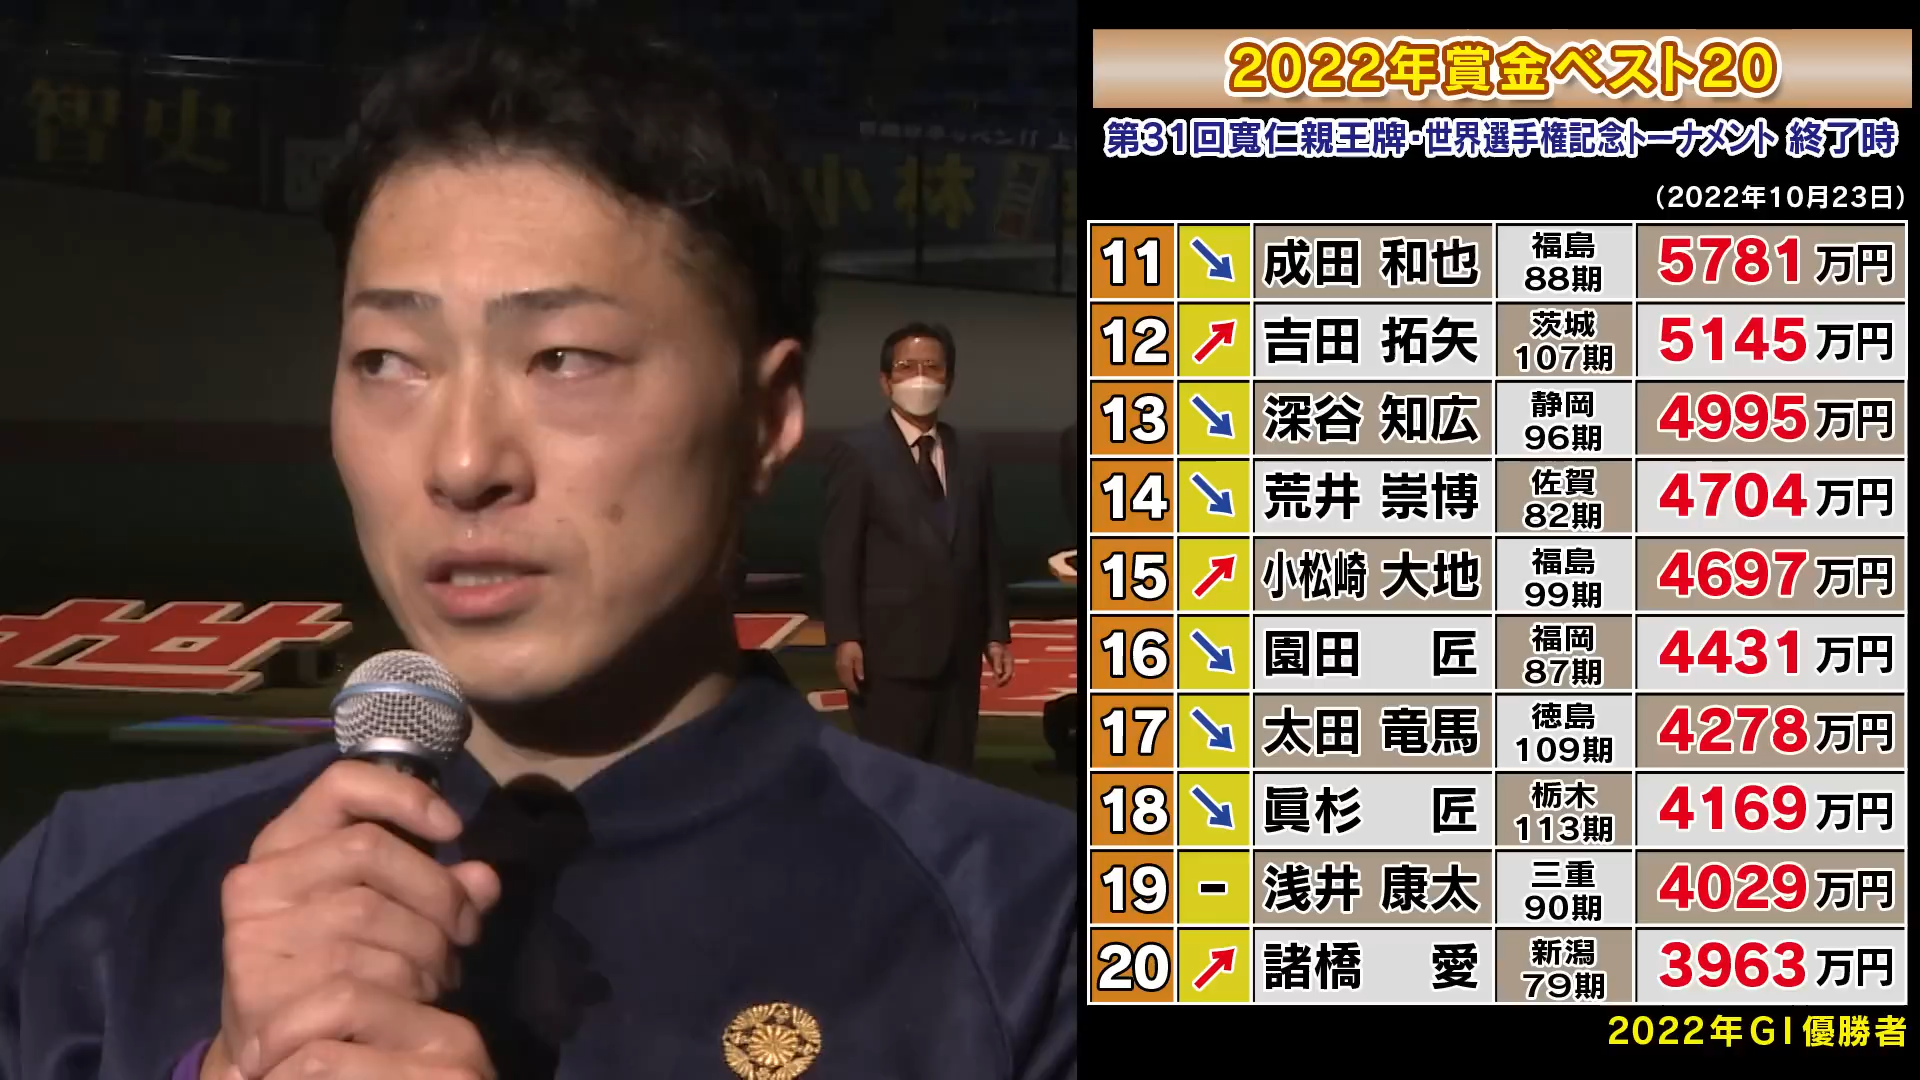 2022年賞金ベスト20
第31回寬仁親王牌・世界選手権記念トーナメント 終了時
(2022年10月23日)
11 ↘ 成田 和也 福島 88期 5781万円
12 ↗ 吉田 拓矢 茨城 107期 5145万円
13 ↘ 深谷 知広 静岡 96期 4995万円
14 ↘ 荒井 崇博 佐賀 82期 4704万円
15 ↗ 小松崎 大地 福島 99期 4697万円
16 ↘ 園田 匠 福岡 87期 4431万円
17 ↘ 太田 竜馬 徳島 109期 4278万円
18 ↘ 眞杉 匠 栃木 113期 4169万円
19 - 浅井 康太 三重 90期 4029万円
20 ↗ 諸橋 愛 新潟 79期 3963万円
2022年GI優勝者
世